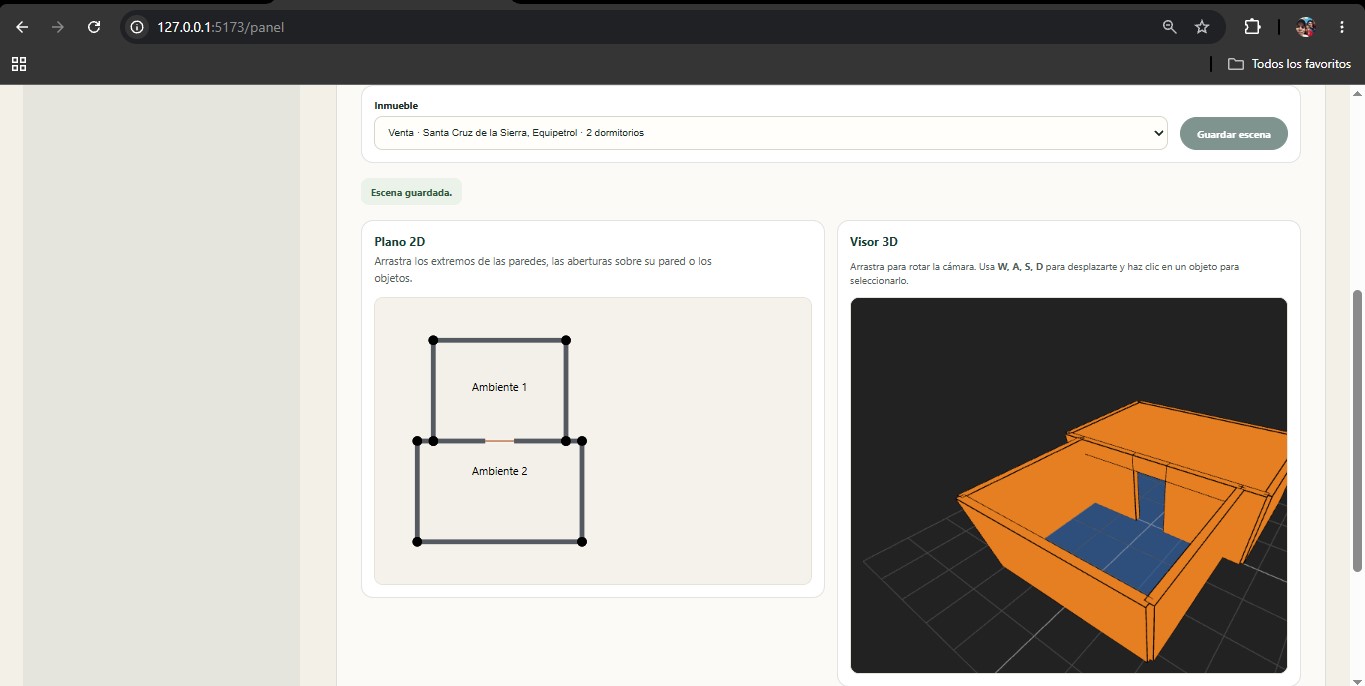 127.0.0.1:5173/panel
Todos los favoritos
Inmueble
Venta · Santa Cruz de la Sierra, Equipetrol · 2 dormitorios
Guardar escena
Escena guardada.
Plano 2D
Arrastra los extremos de las paredes, las aberturas sobre su pared o los
objetos.
Ambiente 1
Ambiente 2
Visor 3D
Arrastra para rotar la cámara. Usa W, A, S, D para desplazarte y haz clic en un objeto para
seleccionarlo.